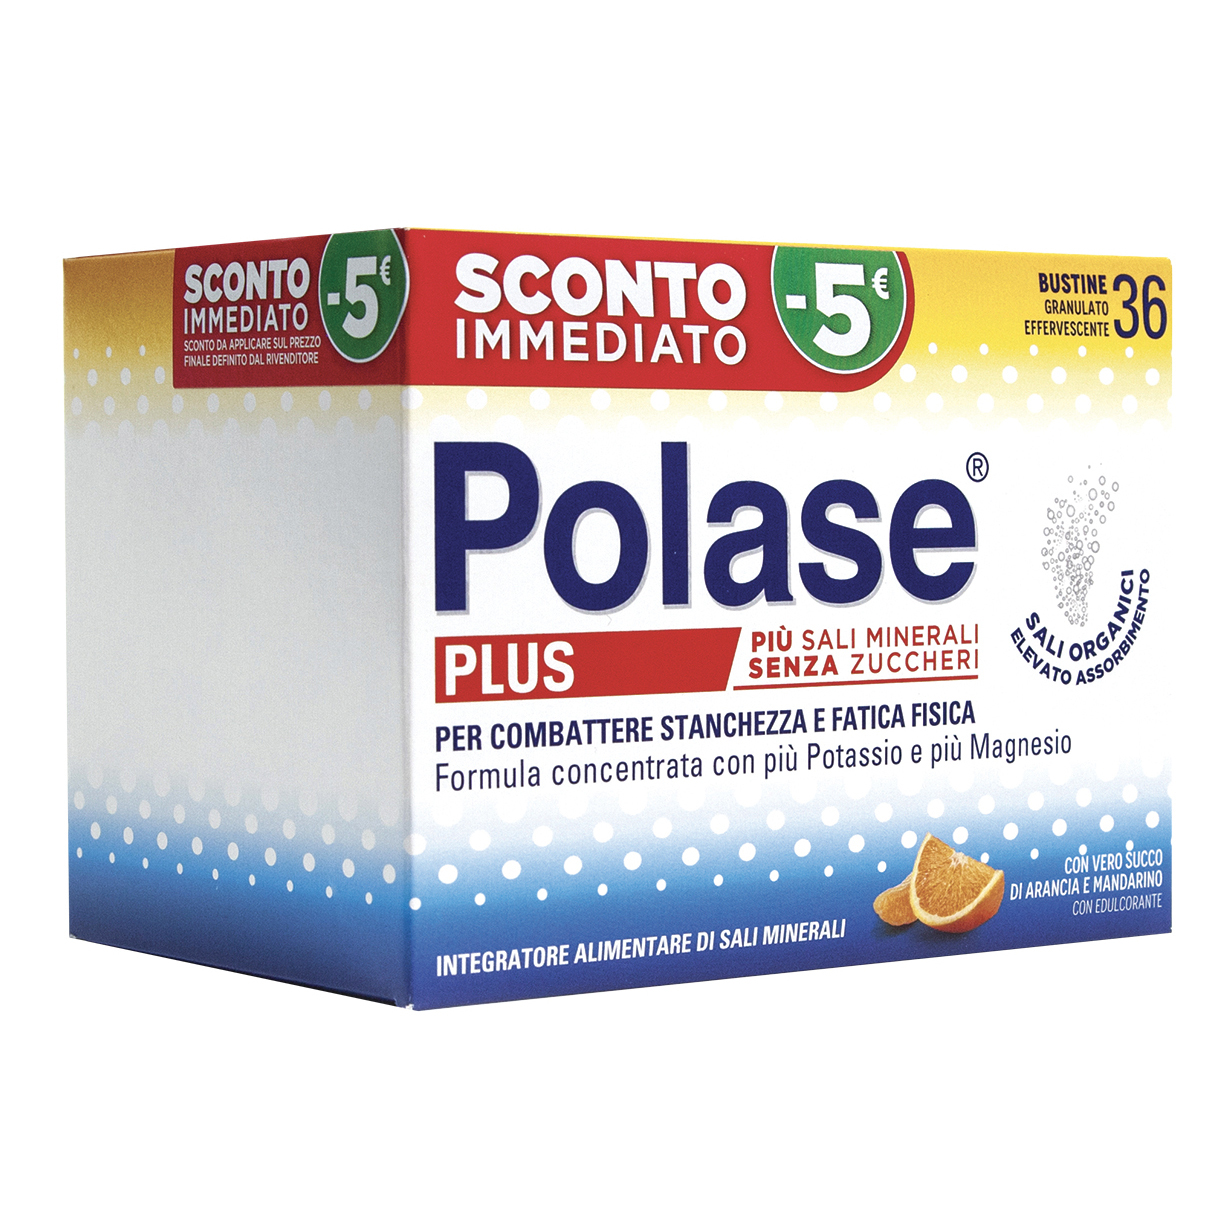 SCONTO
IMMEDIATO
SCONTO DA APPLICARE SUL PREZZO
FINALE DEFINITO DAL RIVENDITORE
-5€
SCONTO
IMMEDIATO
-5€
BUSTINE 36
GRANULATO
EFFERVESCENTE
Polase®
PLUS
PIÙ SALI MINERALI
SENZA ZUCCHERI
SALI ORGANICI
ELEVATO ASSORBIMENTO
PER COMBATTERE STANCHEZZA E FATICA FISICA
Formula concentrata con più Potassio e più Magnesio
CON VERO SUCCO
DI ARANCIA E MANDARINO
CON EDULCORANTE
INTEGRATORE ALIMENTARE DI SALI MINERALI